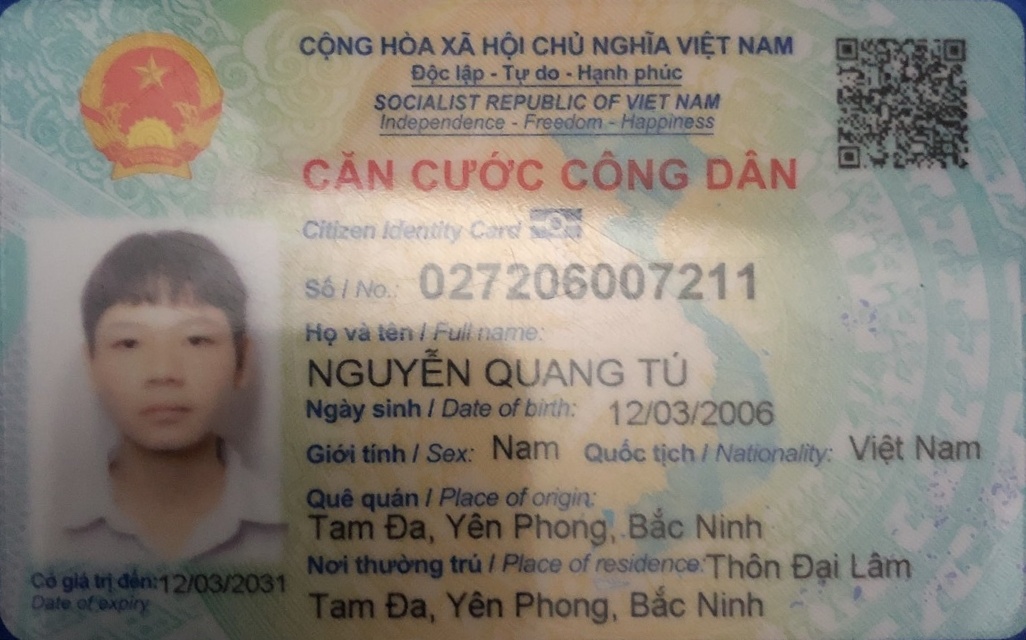 CỘNG HÒA XÃ HỘI CHỦ NGHĨA VIỆT NAM
Độc lập - Tự do - Hạnh phúc
SOCIALIST REPUBLIC OF VIET NAM
Independence - Freedom - Happiness
CĂN CƯỚC CÔNG DÂN
Citizen Identity Card
Số / No.: 027206007211
Họ và tên / Full name:
NGUYỄN QUANG TÚ
Ngày sinh / Date of birth: 12/03/2006
Giới tính / Sex: Nam Quốc tịch / Nationality: Việt Nam
Quê quán / Place of origin:
Tam Đa, Yên Phong, Bắc Ninh
Nơi thường trú / Place of residence: Thôn Đại Lâm
Tam Đa, Yên Phong, Bắc Ninh
Có giá trị đến: 12/03/2031
Date of expiry